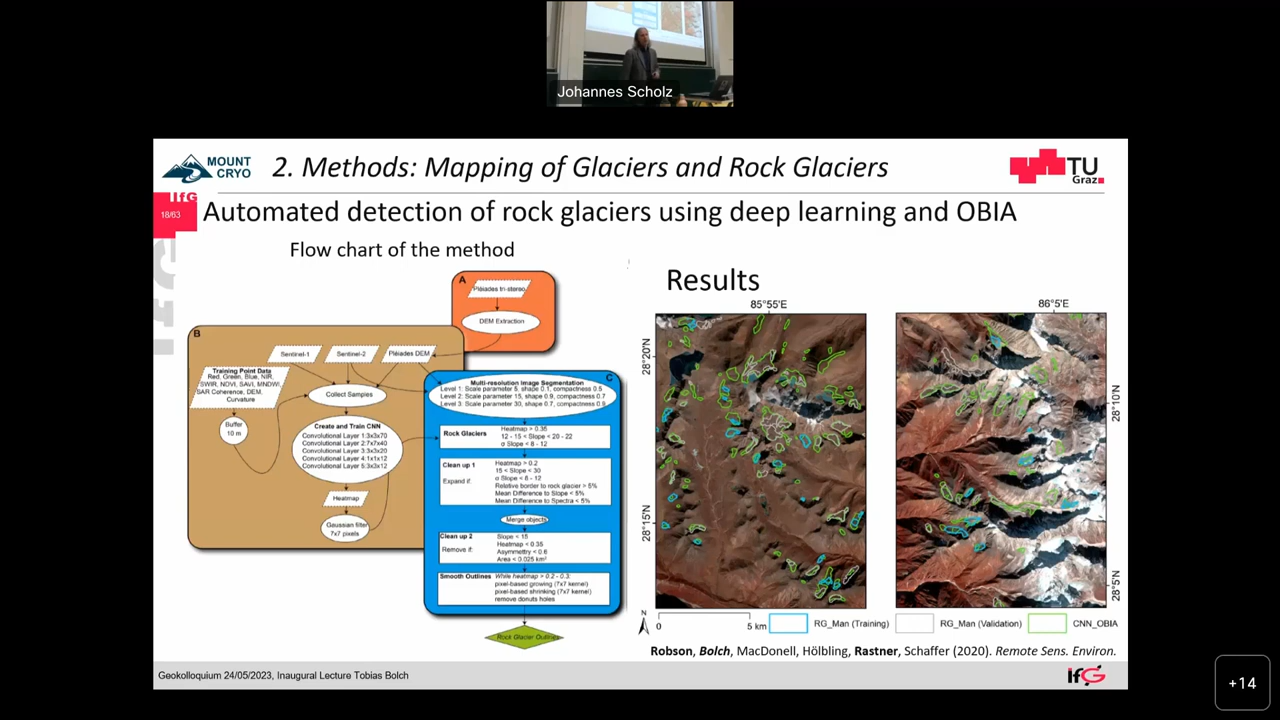 Johannes Scholz
MOUNT
CRYO
2. Methods: Mapping of Glaciers and Rock Glaciers
TU
Graz
IfG
18/63
Automated detection of rock glaciers using deep learning and OBIA
Flow chart of the method
Results
A
Pléiades tri-stereo
DEM Extraction
B
Sentinel-1
Sentinel-2
Pléiades DEM
Training Point Data
Red, Green, Blue, NIR,
SWIR, NDVI, SAVI, MNDWI,
SAR Coherence, DEM,
Curvature
Collect Samples
Buffer
10 m
Create and Train CNN
Convolutional Layer 1:3x3x70
Convolutional Layer 2:7x7x40
Convolutional Layer 3:3x3x20
Convolutional Layer 4:1x1x12
Convolutional Layer 5:3x3x12
Heatmap
Gaussian filter
7x7 pixels
C
Multi-resolution Image Segmentation
Level 1: Scale parameter 5, shape 0.1, compactness 0.5
Level 2: Scale parameter 15, shape 0.9, compactness 0.7
Level 3: Scale parameter 30, shape 0.7, compactness 0.9
Rock Glaciers
Heatmap > 0.35
12 - 15 < Slope < 20 - 22
σ Slope < 8 - 12
Clean up 1
Expand if:
Heatmap > 0.2
15 < Slope < 30
σ Slope < 8 - 12
Relative border to rock glacier > 5%
Mean Difference to Slope < 5%
Mean Difference to Spectra < 5%
Merge objects
Clean up 2
Remove if:
Slope < 15
Heatmap < 0.35
Asymmetry < 0.6
Area < 0.025 km²
Smooth Outlines
While heatmap > 0.2 - 0.3:
pixel-based growing (7x7 kernel)
pixel-based shrinking (7x7 kernel)
remove donuts holes
Rock Glacier Outlines
85°55'E
86°5'E
28°20'N
28°15'N
28°10'N
28°5'N
N
0
5 km
RG_Man (Training)
RG_Man (Validation)
CNN_OBIA
Robson, Bolch, MacDonell, Hölbling, Rastner, Schaffer (2020). Remote Sens. Environ.
Geokolloquium 24/05/2023, Inaugural Lecture Tobias Bolch
IfG
+14